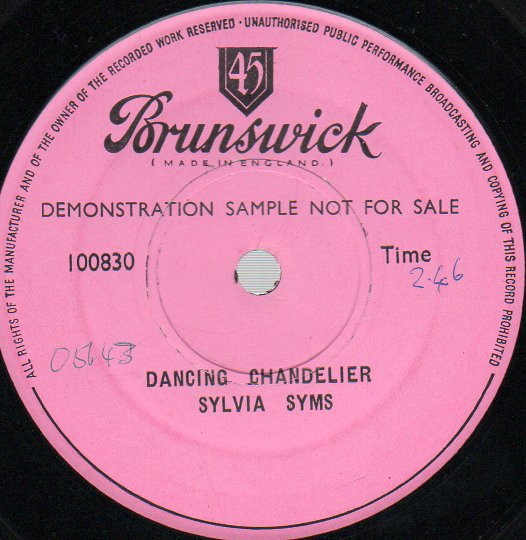 ALL RIGHTS OF THE MANUFACTURER AND OF THE OWNER OF THE RECORDED WORK RESERVED · UNAUTHORISED PUBLIC PERFORMANCE BROADCASTING AND COPYING OF THIS RECORD PROHIBITED
45
Brunswick
( MADE IN ENGLAND. )
DEMONSTRATION SAMPLE NOT FOR SALE
100830 Time
2.46
05643
DANCING CHANDELIER
SYLVIA SYMS